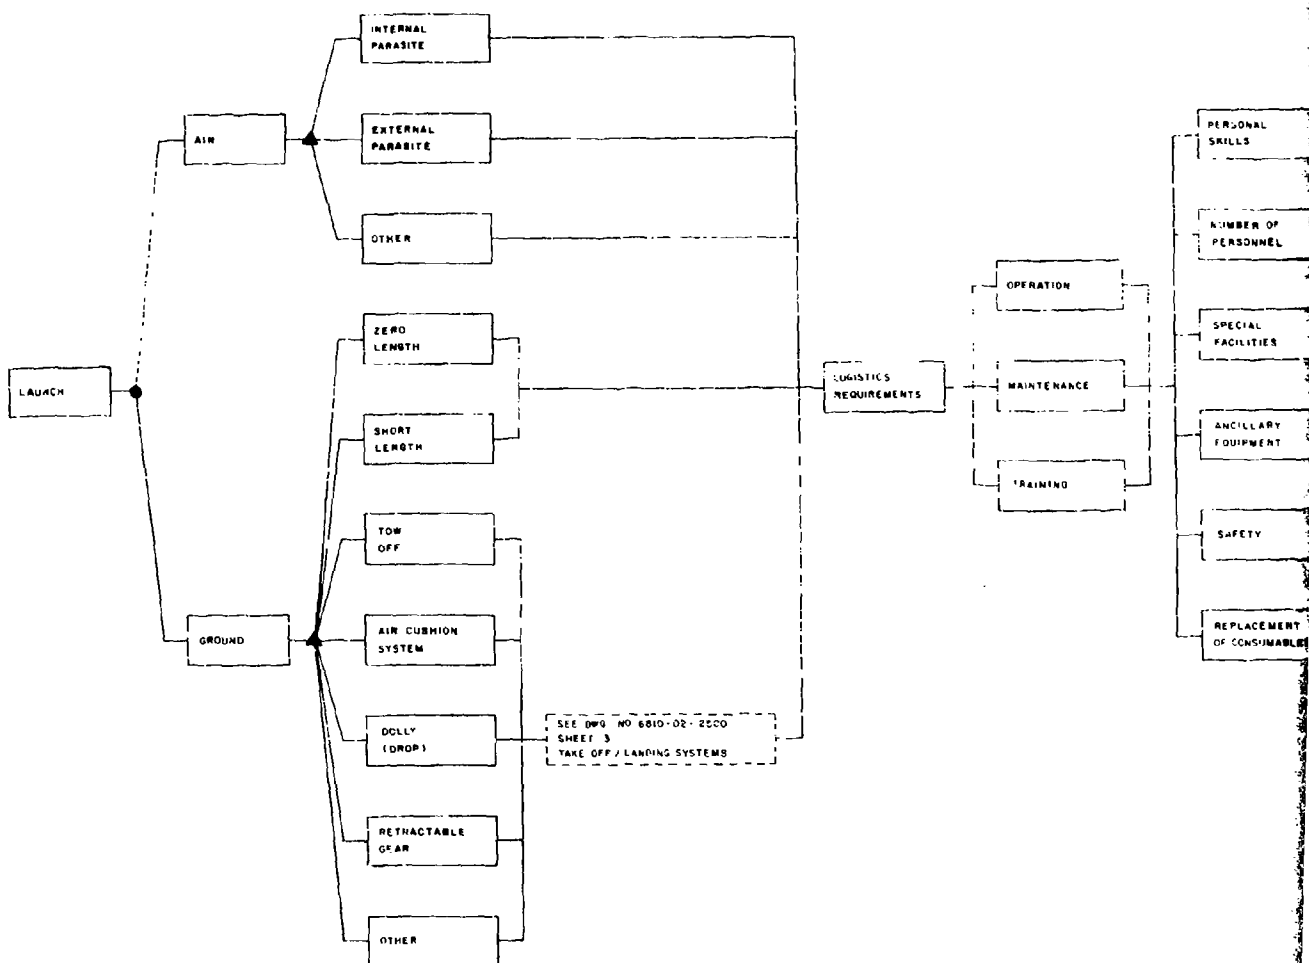 INTERNAL
PARASITE
AIR
EXTERNAL
PARASITE
OTHER
ZERO
LENGTH
LAUNCH
SHORT
LENGTH
TOW
OFF
GROUND
AIR CUSHION
SYSTEM
DOLLY
(DROP)
RETRACTABLE
GEAR
OTHER
SEE DWG NO 6810-02-2500
SHEET 3
TAKE OFF / LANDING SYSTEMS
LOGISTICS
REQUIREMENTS
OPERATION
MAINTENANCE
TRAINING
PERSONAL
SKILLS
NUMBER OF
PERSONNEL
SPECIAL
FACILITIES
ANCILLARY
EQUIPMENT
SAFETY
REPLACEMENT
OF CONSUMABLES